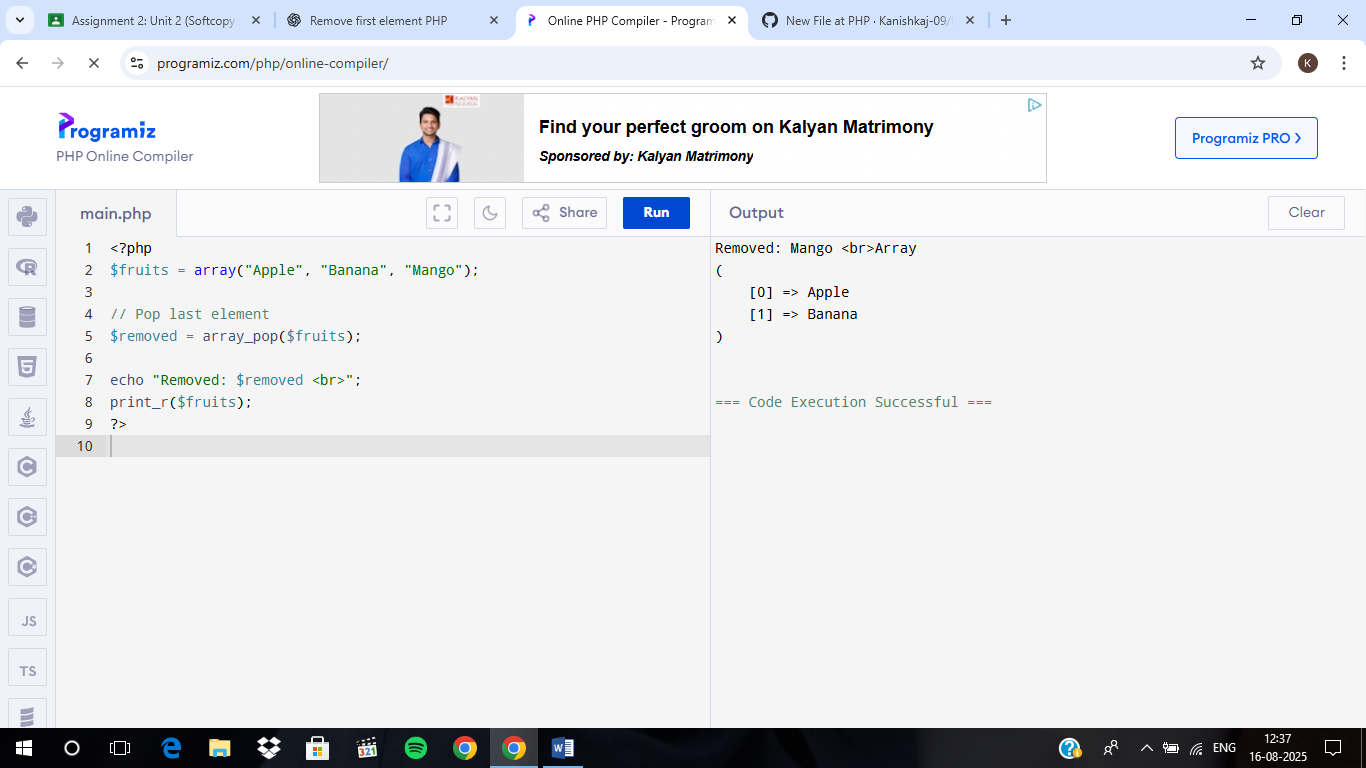 Assignment 2: Unit 2 (Softcopy
Remove first element PHP
Online PHP Compiler - Program
New File at PHP · Kanishkaj-09/
programiz.com/php/online-compiler/
K
Programiz
PHP Online Compiler
KALYAN
Find your perfect groom on Kalyan Matrimony
Sponsored by: Kalyan Matrimony
Programiz PRO >
main.php
Share
Run
Output
Clear
1 <?php
2 $fruits = array("Apple", "Banana", "Mango");
3
4 // Pop last element
5 $removed = array_pop($fruits);
6
7 echo "Removed: $removed <br>";
8 print_r($fruits);
9 ?>
10
Removed: Mango <br>Array
(
    [0] => Apple
    [1] => Banana
)
=== Code Execution Successful ===
JS
TS
321
ENG
12:37
16-08-2025